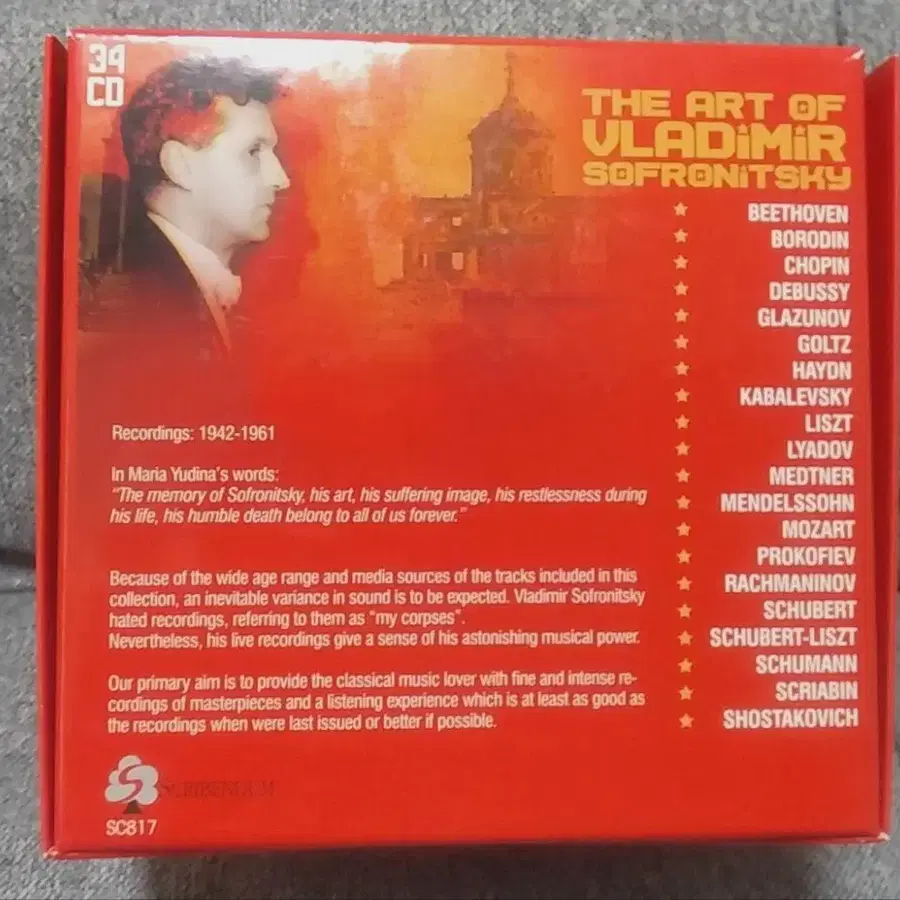 34
CD
THE ART OF
VLADiMiR
SOFRONiTSKY
BEETHOVEN
BORODIN
CHOPIN
DEBUSSY
GLAZUNOV
GOLTZ
HAYDN
KABALEVSKY
LISZT
LYADOV
MEDTNER
MENDELSSOHN
MOZART
PROKOFIEV
RACHMANINOV
SCHUBERT
SCHUBERT-LISZT
SCHUMANN
SCRIABIN
SHOSTAKOVICH
Recordings: 1942-1961
In Maria Yudina's words:
"The memory of Sofronitsky, his art, his suffering image, his restlessness during
his life, his humble death belong to all of us forever."
Because of the wide age range and media sources of the tracks included in this
collection, an inevitable variance in sound is to be expected. Vladimir Sofronitsky
hated recordings, referring to them as "my corpses".
Nevertheless, his live recordings give a sense of his astonishing musical power.
Our primary aim is to provide the classical music lover with fine and intense re-
cordings of masterpieces and a listening experience which is at least as good as
the recordings when were last issued or better if possible.
SCRIBENDUM
SC817